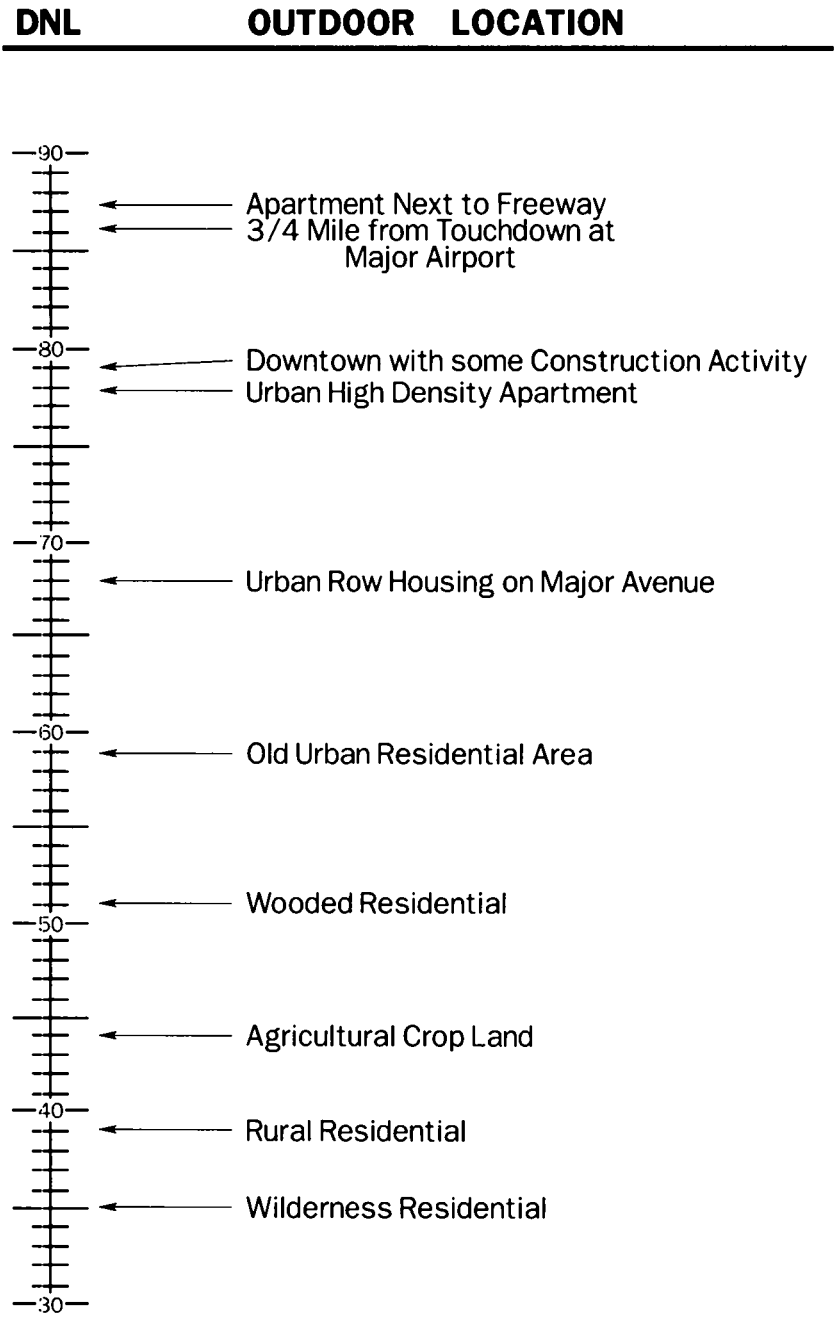 DNL OUTDOOR LOCATION
90
Apartment Next to Freeway
3/4 Mile from Touchdown at
Major Airport
80
Downtown with some Construction Activity
Urban High Density Apartment
70
Urban Row Housing on Major Avenue
60
Old Urban Residential Area
Wooded Residential
50
Agricultural Crop Land
40
Rural Residential
Wilderness Residential
30